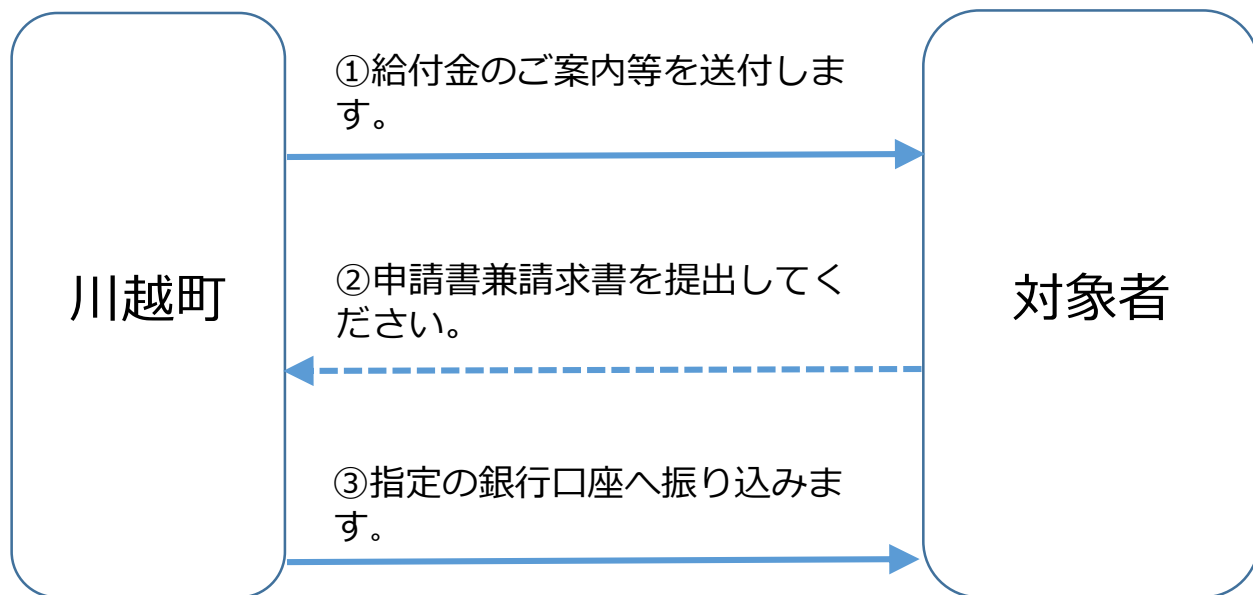 川越町
①給付金のご案内等を送付しま
す。
②申請書兼請求書を提出してく
ださい。
③指定の銀行口座へ振り込みま
す。
対象者